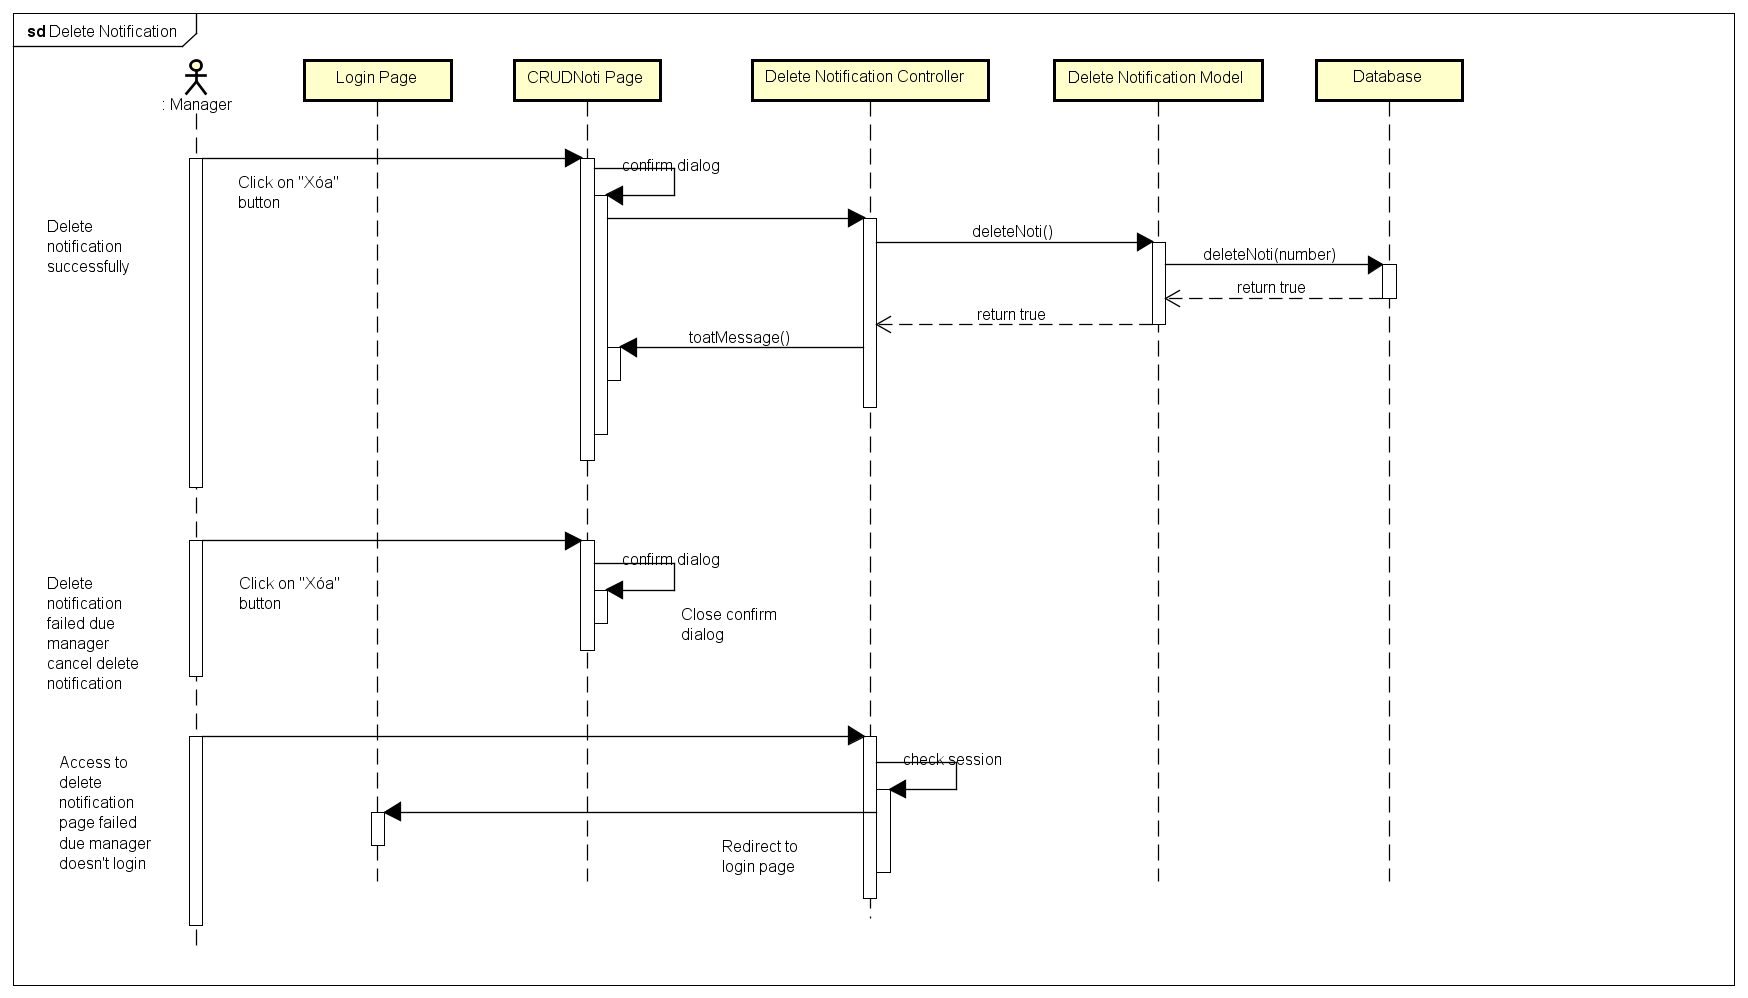 sd Delete Notification
: Manager
Login Page
CRUDNoti Page
Delete Notification Controller
Delete Notification Model
Database
confirm dialog
Click on "Xóa"
button
Delete
notification
successfully
deleteNoti()
deleteNoti(number)
return true
return true
toatMessage()
confirm dialog
Delete
notification
failed due
manager
cancel delete
notification
Click on "Xóa"
button
Close confirm
dialog
Access to
delete
notification
page failed
due manager
doesn't login
check session
Redirect to
login page